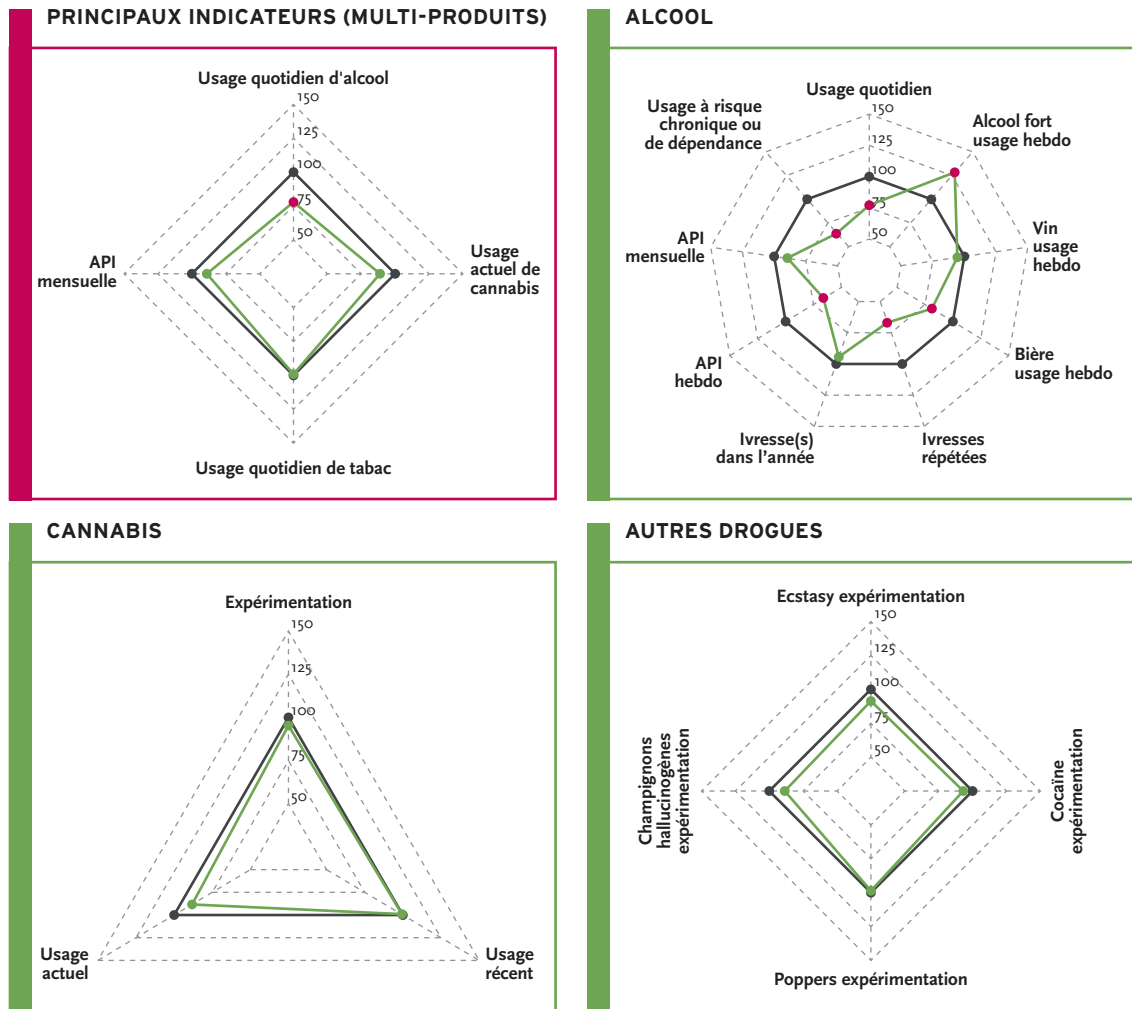 PRINCIPAUX INDICATEURS (MULTI-PRODUITS)
Usage quotidien d'alcool
150
125
100
75
50
API
mensuelle
Usage
actuel de
cannabis
Usage quotidien de tabac
ALCOOL
Usage quotidien
150
125
100
75
50
Usage à risque
chronique ou
de dépendance
Alcool fort
usage hebdo
API
mensuelle
Vin
usage
hebdo
API
hebdo
Bière
usage hebdo
Ivresse(s)
dans l’année
Ivresses
répétées
CANNABIS
Expérimentation
150
125
100
75
50
Usage
actuel
Usage
récent
AUTRES DROGUES
Ecstasy expérimentation
150
125
100
75
50
Champignons
hallucinogènes
expérimentation
Cocaïne
expérimentation
Poppers expérimentation